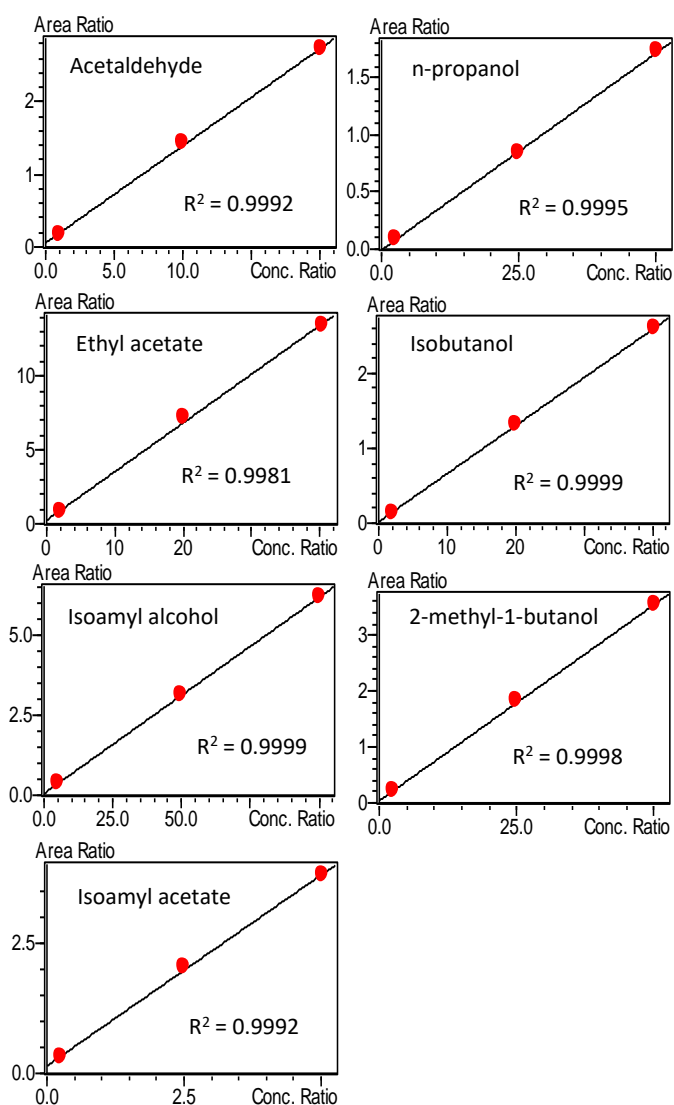 Area Ratio
Acetaldehyde
2
1
0
R² = 0.9992
0.0 5.0 10.0 Conc. Ratio
Area Ratio
n-propanol
1.5
1.0
0.5
0.0
R² = 0.9995
0.0 25.0 Conc. Ratio
Area Ratio
Ethyl acetate
10
5
0
R² = 0.9981
0 10 20 Conc. Ratio
Area Ratio
Isobutanol
2
1
0
R² = 0.9999
0 20 Conc. Ratio
Area Ratio
Isoamyl alcohol
5.0
2.5
0.0
R² = 0.9999
0.0 25.0 50.0 Conc. Ratio
Area Ratio
2-methyl-1-butanol
3
2
1
0
R² = 0.9998
0.0 25.0 Conc. Ratio
Area Ratio
Isoamyl acetate
2.5
0.0
R² = 0.9992
0.0 2.5 Conc. Ratio